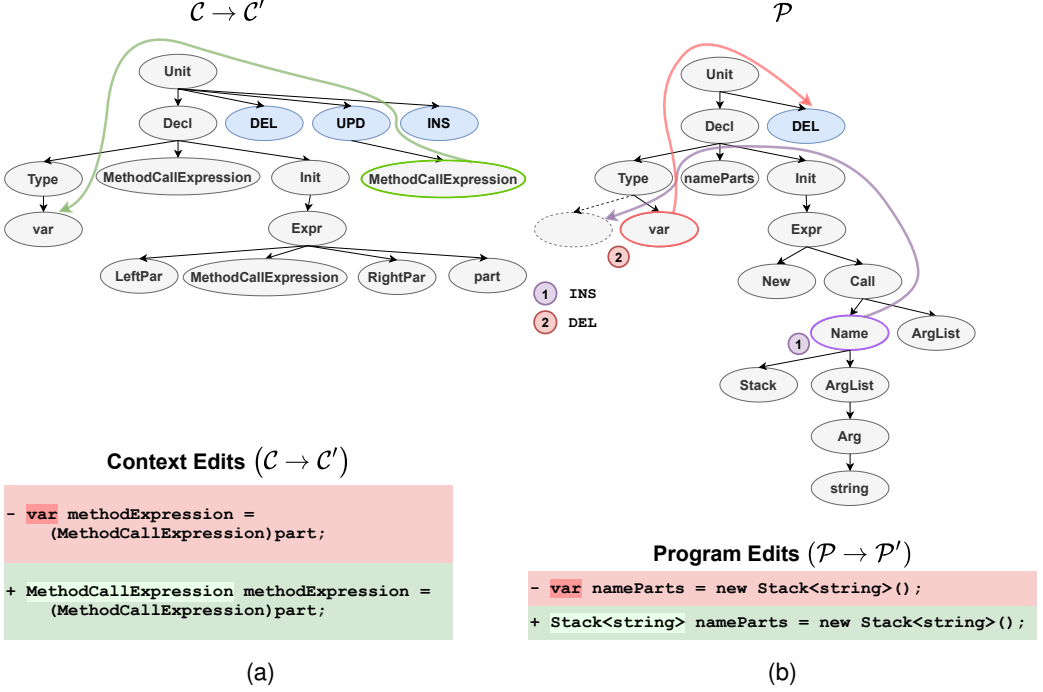 C → C′
Unit
Decl
DEL
UPD
INS
Type
MethodCallExpression
Init
MethodCallExpression
var
Expr
LeftPar
MethodCallExpression
RightPar
part
Context Edits (C → C′)
- var methodExpression =
(MethodCallExpression)part;
+ MethodCallExpression methodExpression =
(MethodCallExpression)part;
(a)
P
Unit
Decl
DEL
Type
nameParts
Init
var
Expr
2
New
Call
1 INS
2 DEL
1
Name
ArgList
Stack
ArgList
Arg
string
Program Edits (P → P′)
- var nameParts = new Stack<string>();
+ Stack<string> nameParts = new Stack<string>();
(b)